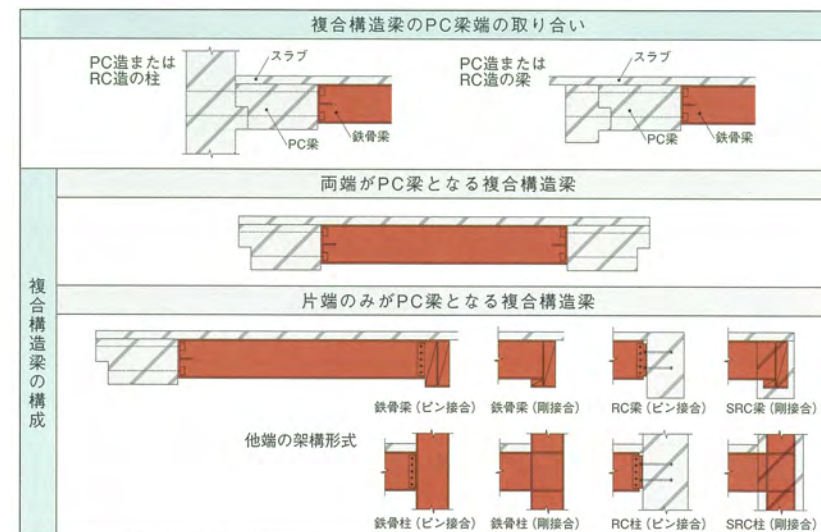 複合構造梁のPC梁端の取り合い
PC造または
RC造の柱
スラブ
PC梁
鉄骨梁
PC造または
RC造の梁
スラブ
PC梁
鉄骨梁
複合構造梁の構成
両端がPC梁となる複合構造梁
片端のみがPC梁となる複合構造梁
鉄骨梁（ピン接合）
鉄骨梁（剛接合）
RC梁（ピン接合）
SRC梁（剛接合）
他端の架構形式
鉄骨柱（ピン接合）
鉄骨柱（剛接合）
RC柱（ピン接合）
SRC柱（剛接合）